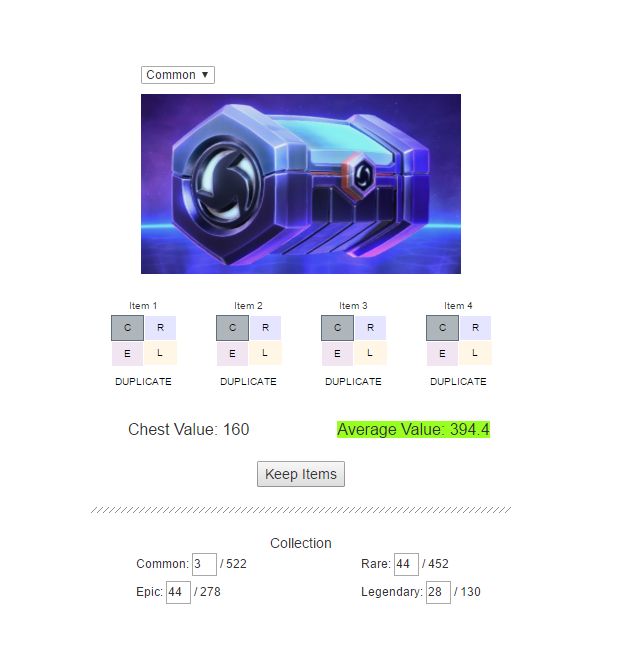 Common ▼
Item 1 Item 2 Item 3 Item 4
C R C R C R C R
E L E L E L E L
DUPLICATE DUPLICATE DUPLICATE DUPLICATE
Chest Value: 160 Average Value: 394.4
Keep Items
Collection
Common: 3 / 522 Rare: 44 / 452
Epic: 44 / 278 Legendary: 28 / 130